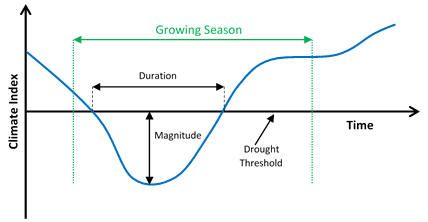 Growing Season
Duration
Climate Index
Magnitude
Drought
Threshold
Time